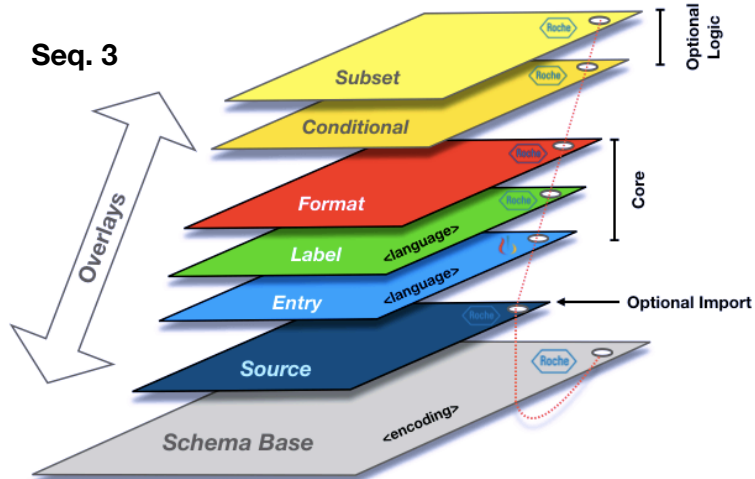 Seq. 3
Roche
Optional
Logic
Subset
Roche
Conditional
Roche
Core
Format
Roche
Label
<language>
Overlays
Entry
<language>
Optional Import
Roche
Source
Roche
<encoding>
Schema Base